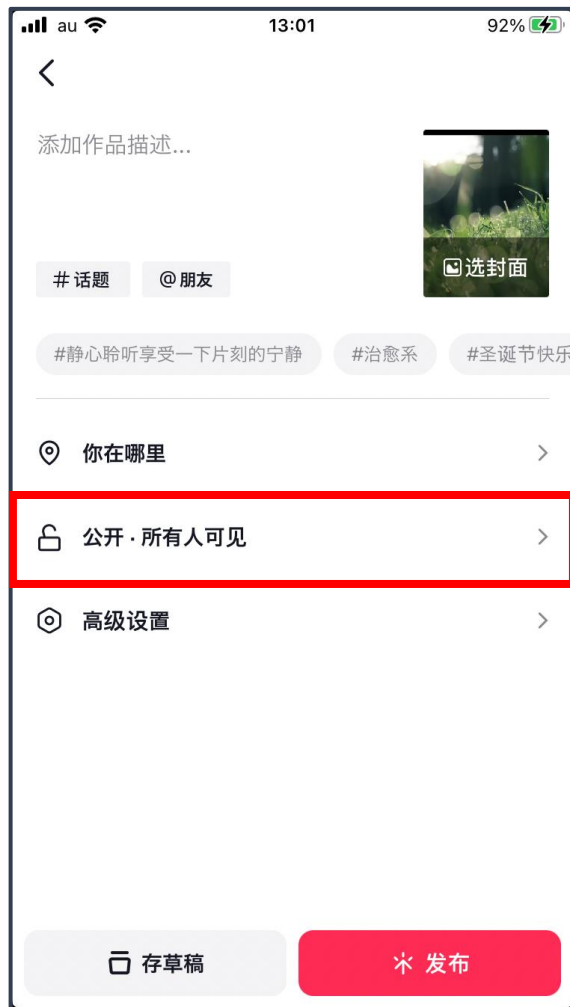 au 13:01 92%
添加作品描述...
选封面
#话题 @朋友
#静心聆听享受一下片刻的宁静 #治愈系 #圣诞节快乐
你在哪里
公开 · 所有人可见
高级设置
存草稿 发布